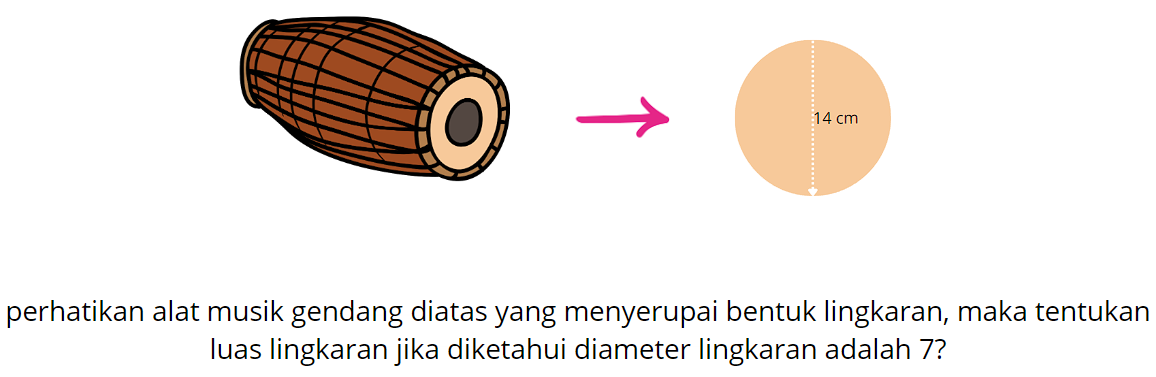 14 cm
perhatikan alat musik gendang diatas yang menyerupai bentuk lingkaran, maka tentukan
luas lingkaran jika diketahui diameter lingkaran adalah 7?